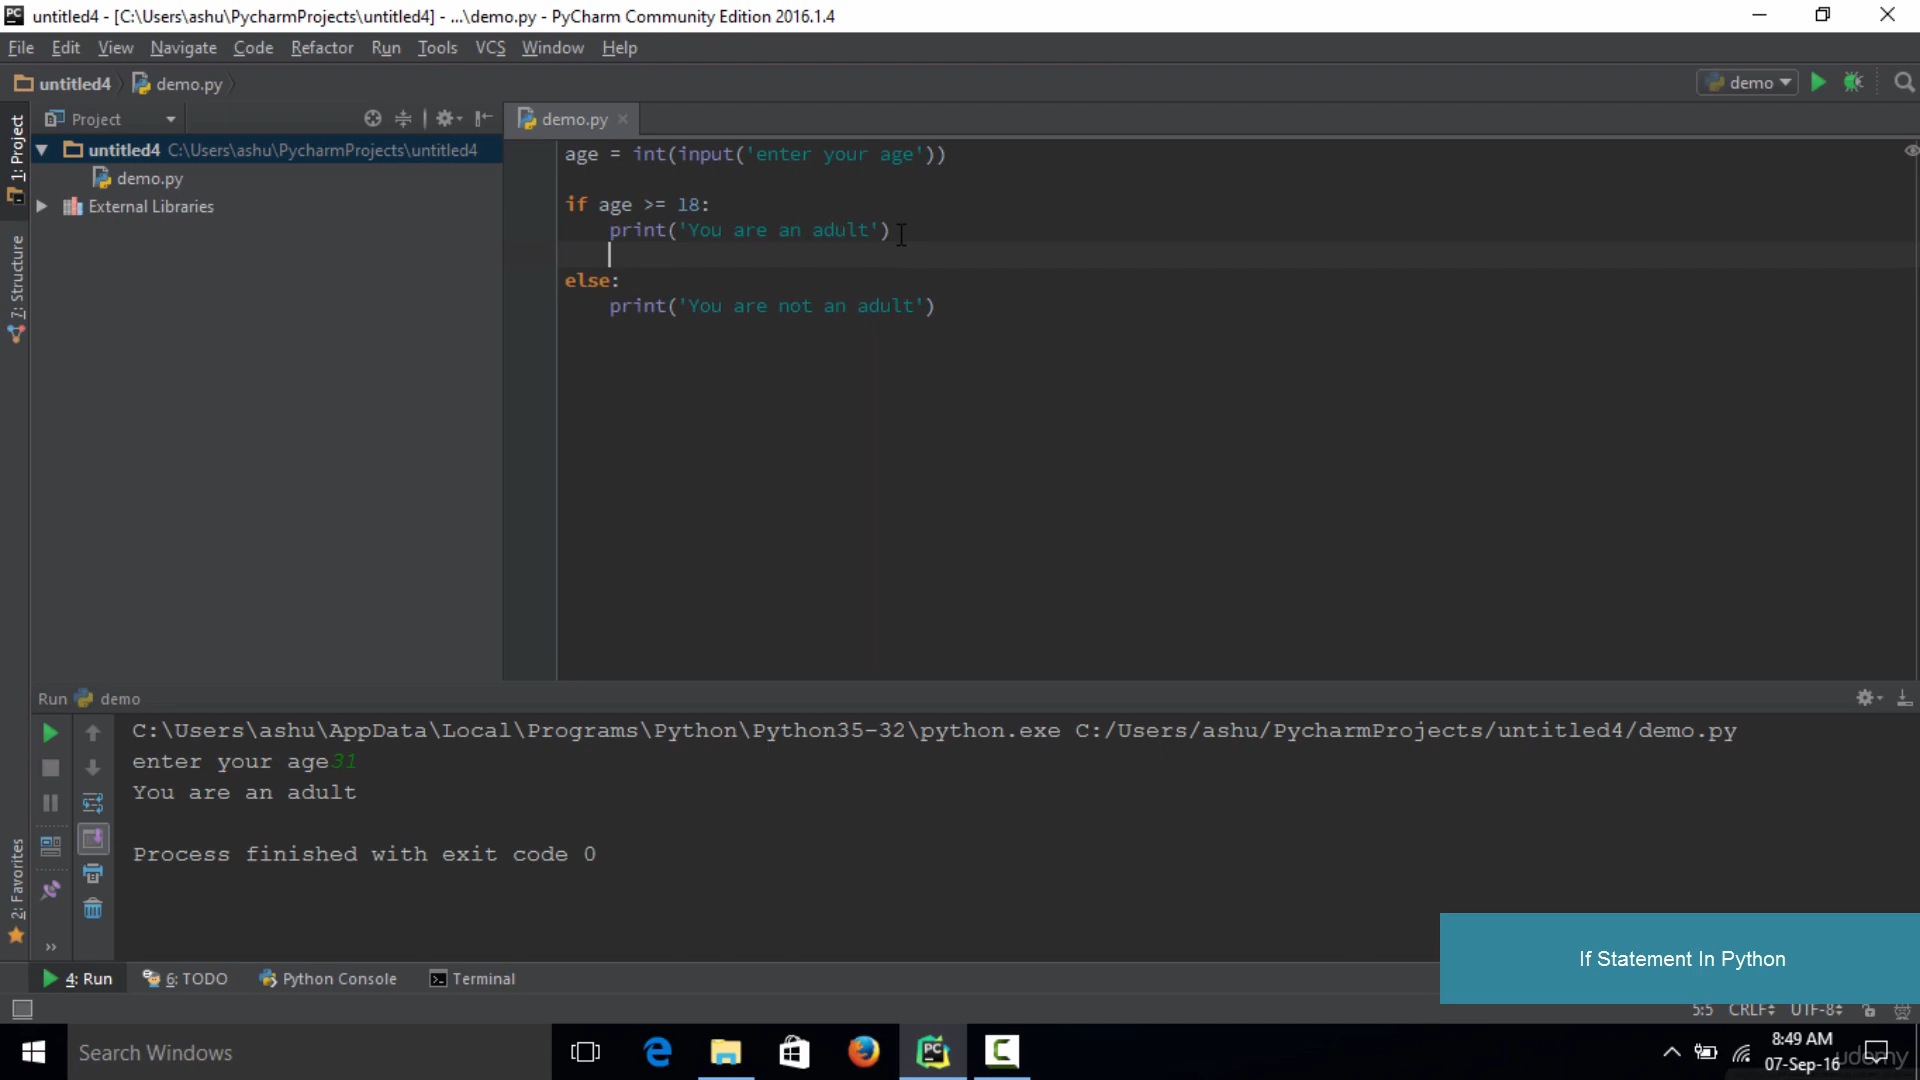 untitled4 - [C:\Users\ashu\PycharmProjects\untitled4] - ...\demo.py - PyCharm Community Edition 2016.1.4
File Edit View Navigate Code Refactor Run Tools VCS Window Help
untitled4 demo.py demo
1: Project
Project
demo.py
untitled4 C:\Users\ashu\PycharmProjects\untitled4
demo.py
External Libraries
7: Structure
age = int(input('enter your age'))
if age >= 18:
print('You are an adult')
else:
print('You are not an adult')
Run demo
C:\Users\ashu\AppData\Local\Programs\Python\Python35-32\python.exe C:/Users/ashu/PycharmProjects/untitled4/demo.py
enter your age31
You are an adult
Process finished with exit code 0
2: Favorites
If Statement In Python
4: Run 6: TODO Python Console Terminal
5:5 CRLF UTF-8
Search Windows
8:49 AM
07-Sep-16
udemy